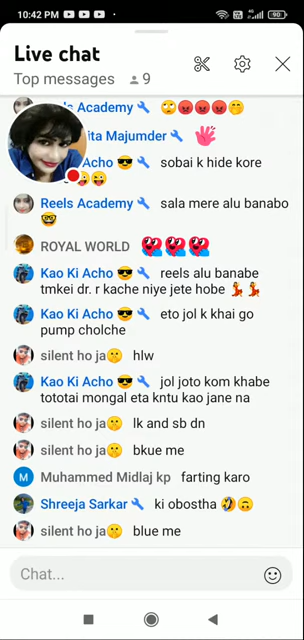 10:42 PM
90
Live chat
Top messages 9
Reels Academy 🙄😡😡😡🤭
ita Majumder
Acho 😎 sobai k hide kore
🤪😜
Reels Academy sala mere alu banabo
🤓
ROYAL WORLD
Kao Ki Acho 😎 reels alu banabe
tmkei dr. r kache niye jete hobe 💃💃
Kao Ki Acho 😎 eto jol k khai go
pump cholche
silent ho ja🤫 hlw
Kao Ki Acho 😎 jol joto kom khabe
tototai mongal eta kntu kao jane na
silent ho ja🤫 lk and sb dn
silent ho ja🤫 bkue me
M Muhammed Midlaj kp farting karo
Shreeja Sarkar ki obostha 🤣🙃
silent ho ja🤫 blue me
Chat...